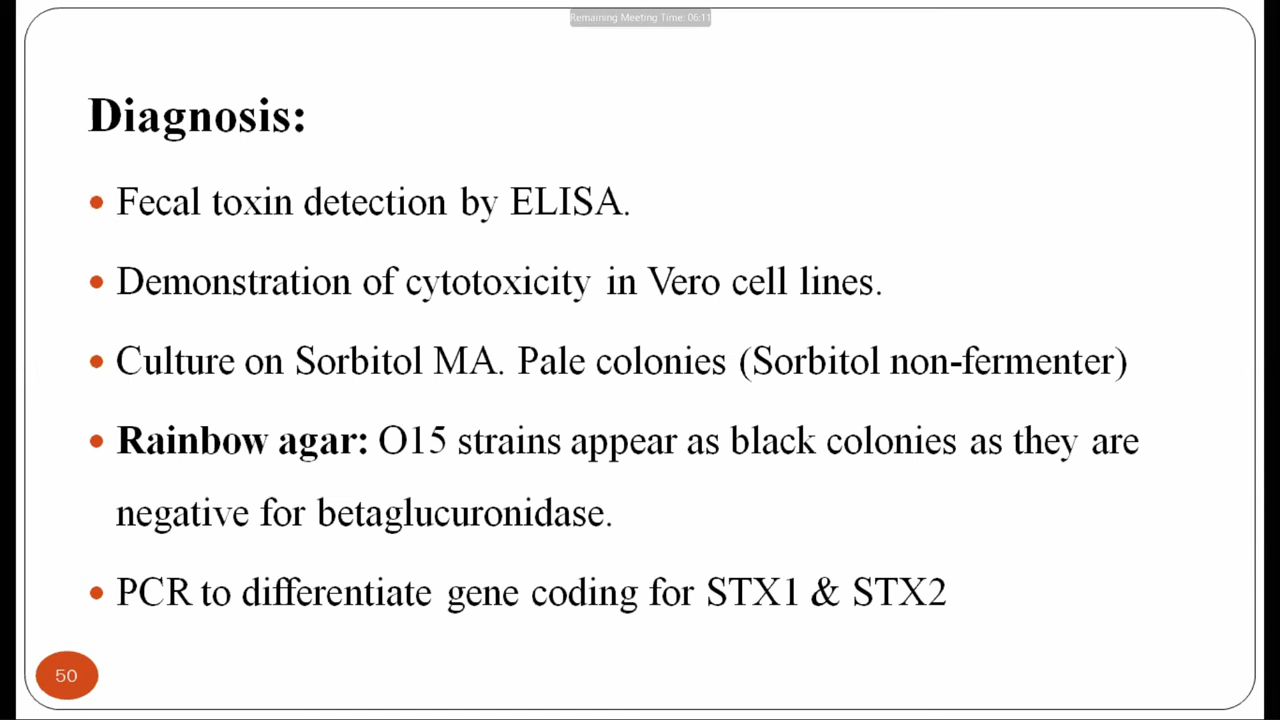 Remaining Meeting Time: 06:11
Diagnosis:
• Fecal toxin detection by ELISA.
• Demonstration of cytotoxicity in Vero cell lines.
• Culture on Sorbitol MA. Pale colonies (Sorbitol non-fermenter)
• Rainbow agar: O15 strains appear as black colonies as they are
negative for betaglucuronidase.
• PCR to differentiate gene coding for STX1 & STX2
50